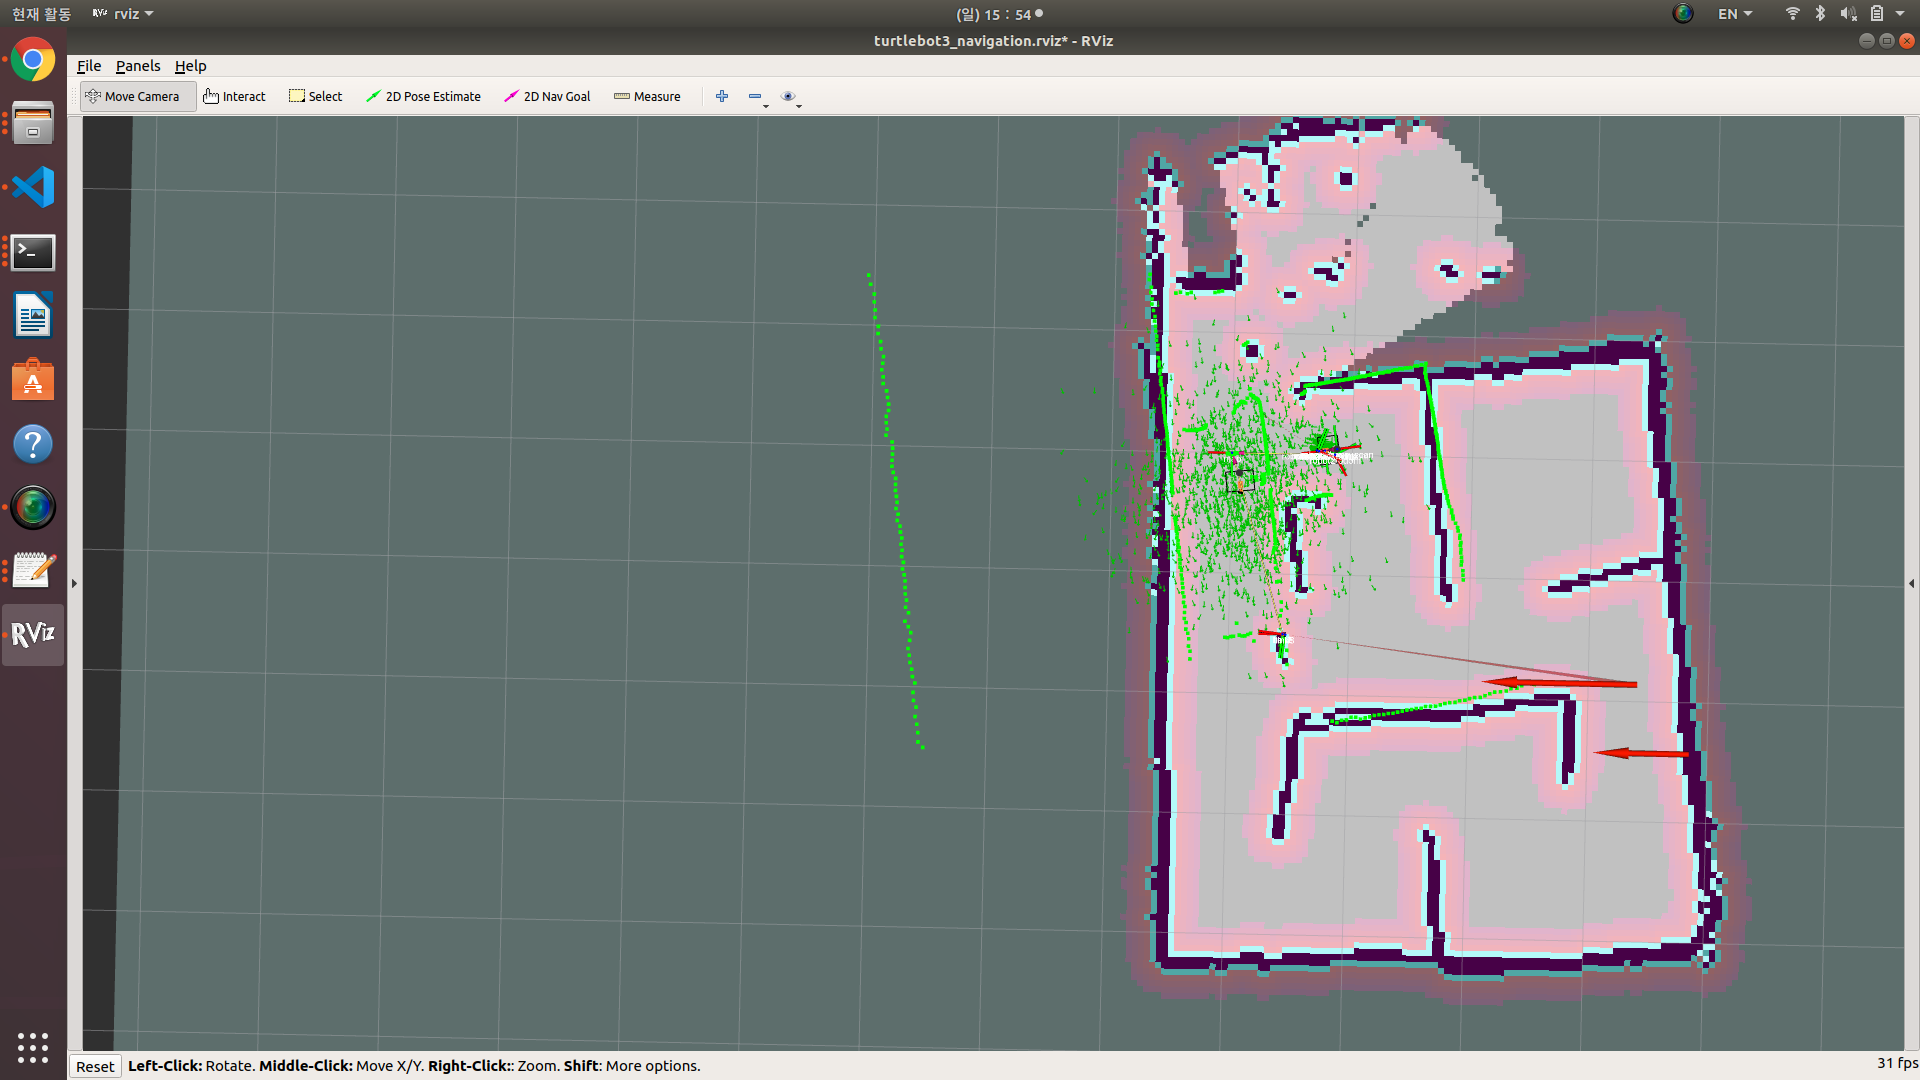 현재 활동
RViz rviz
(일) 15 : 54
EN
turtlebot3_navigation.rviz* - RViz
File Panels Help
Move Camera Interact Select 2D Pose Estimate 2D Nav Goal Measure
RViz
Reset Left-Click: Rotate. Middle-Click: Move X/Y. Right-Click:: Zoom. Shift: More options.
31 fps